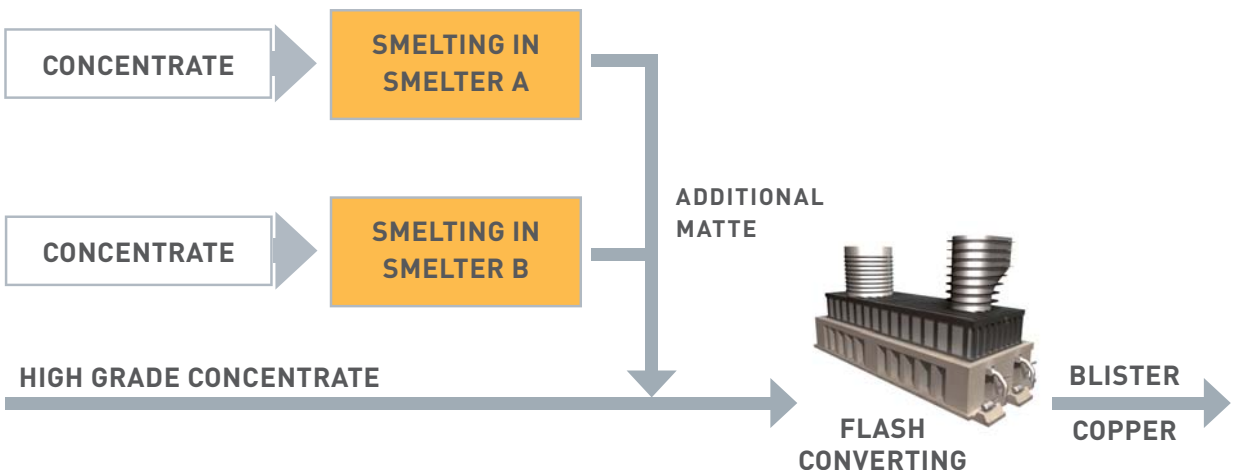 CONCENTRATE
SMELTING IN
SMELTER A
ADDITIONAL
MATTE
CONCENTRATE
SMELTING IN
SMELTER B
HIGH GRADE CONCENTRATE
FLASH
CONVERTING
BLISTER
COPPER